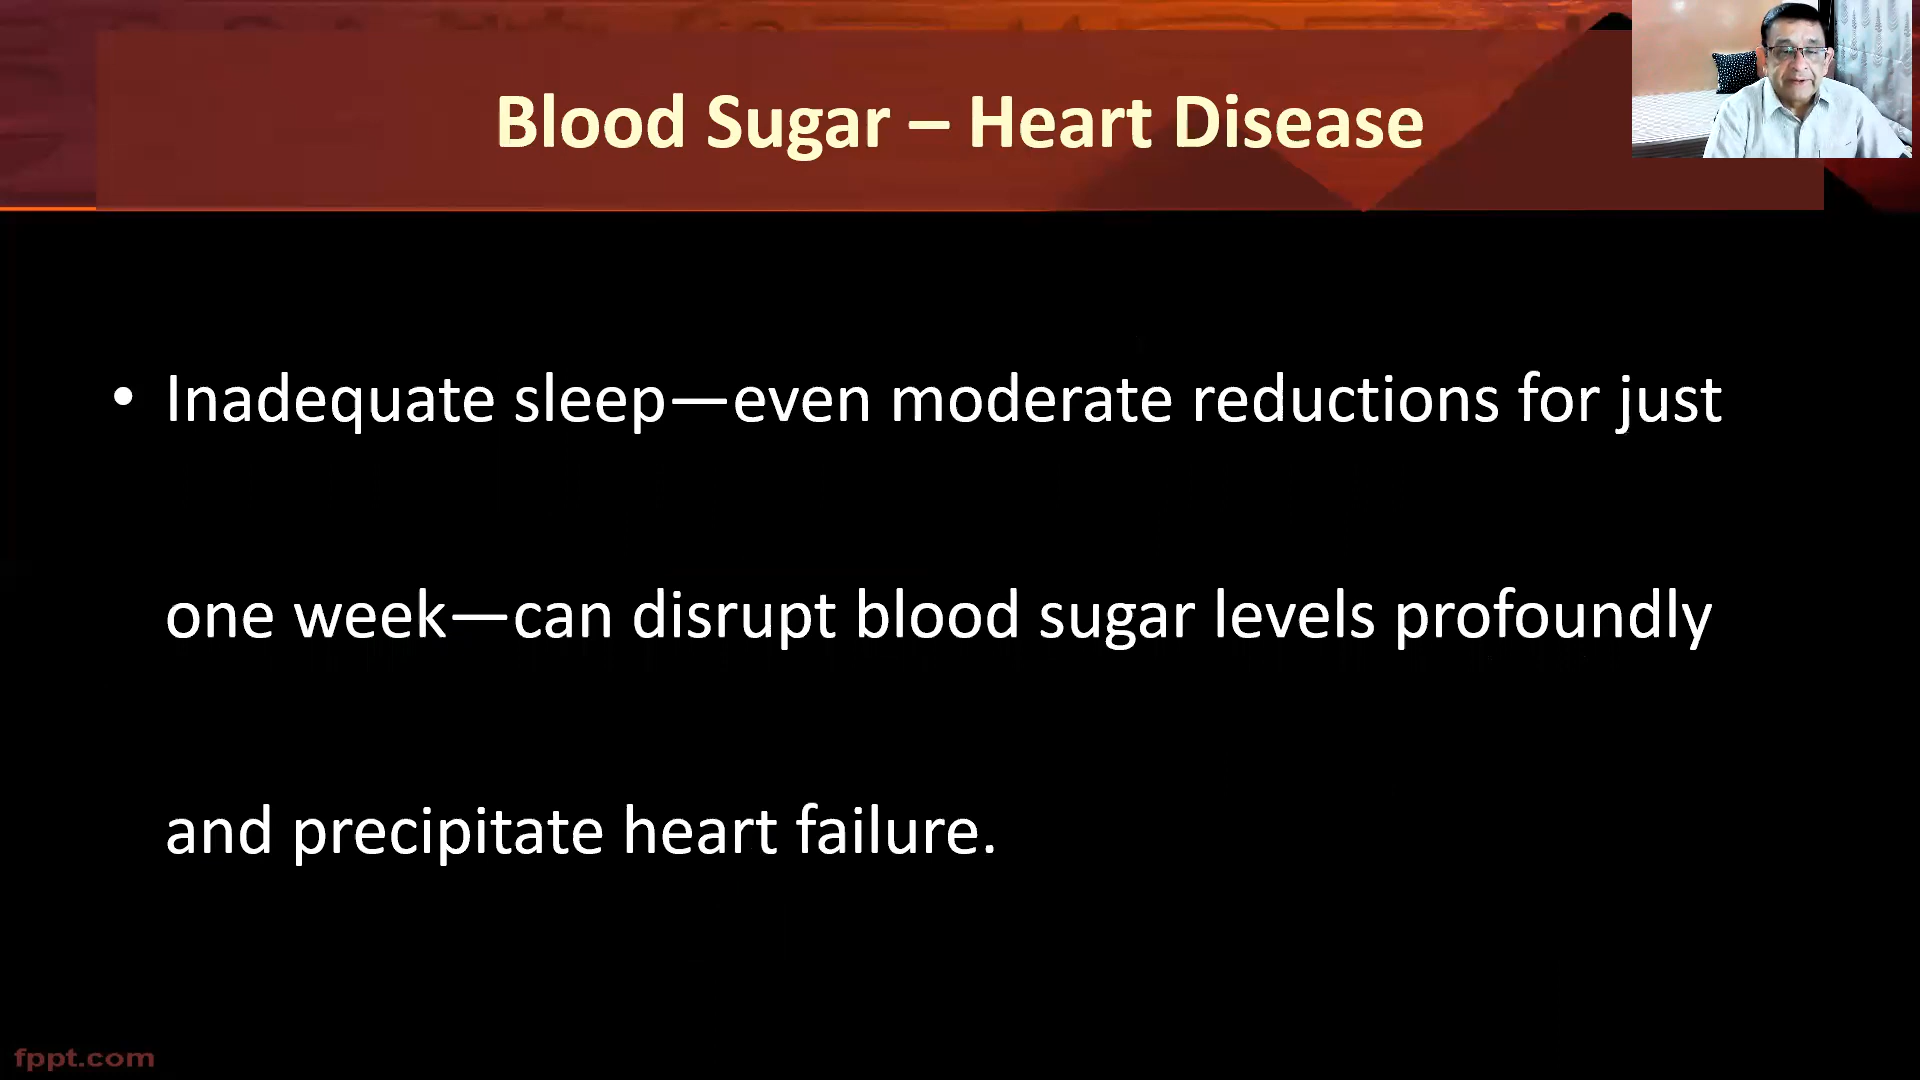 Blood Sugar – Heart Disease
• Inadequate sleep—even moderate reductions for just
one week—can disrupt blood sugar levels profoundly
and precipitate heart failure.
fppt.com